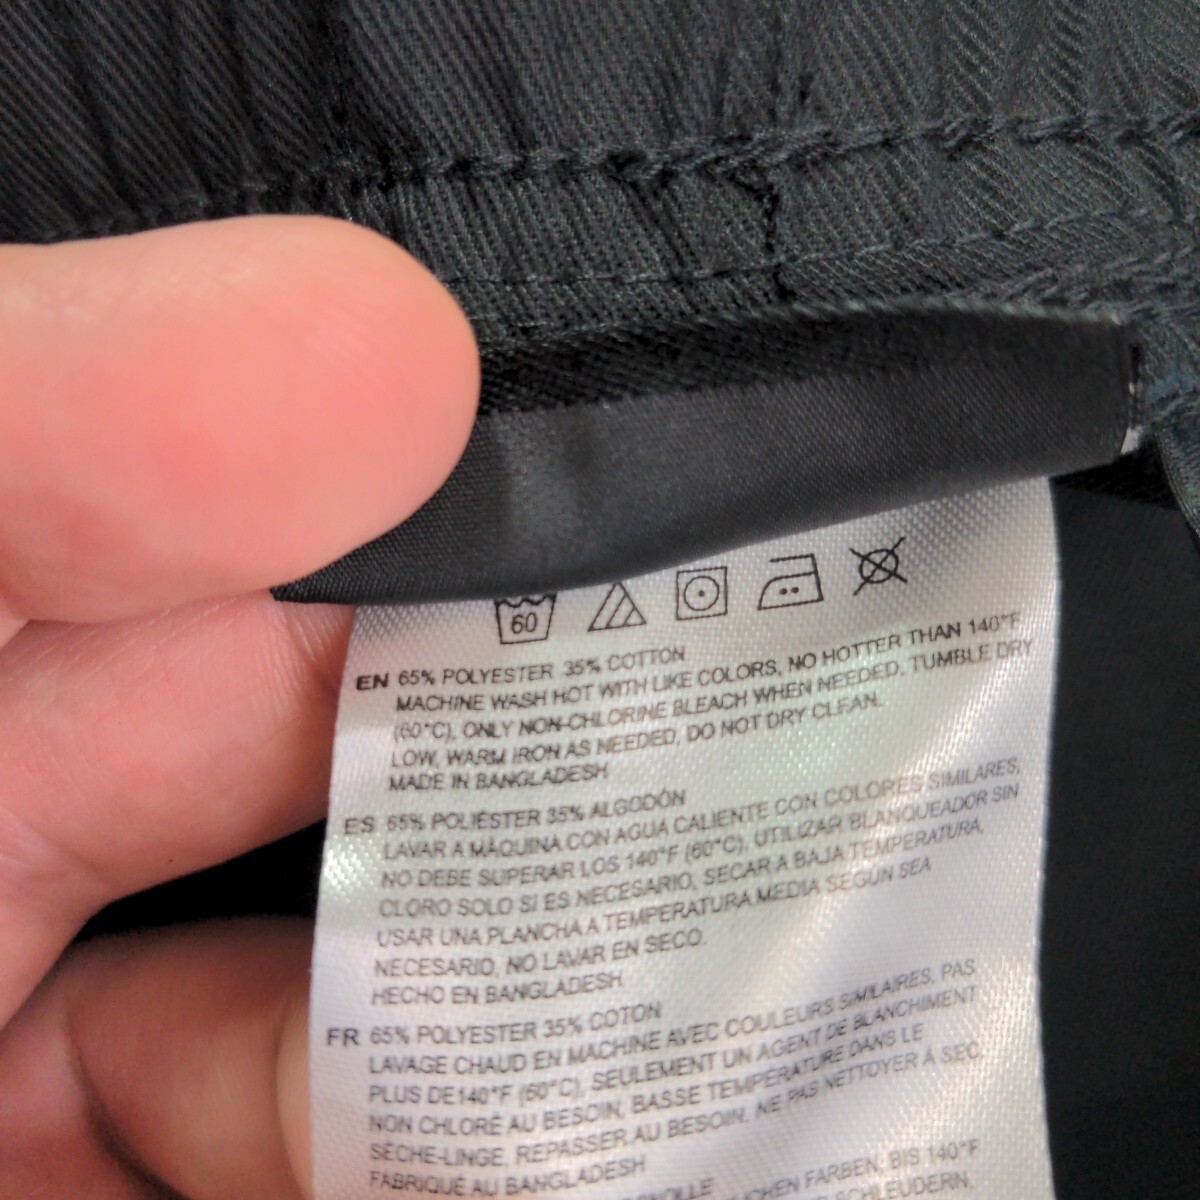 60
EN 65% POLYESTER 35% COTTON
MACHINE WASH HOT WITH LIKE COLORS, NO HOTTER THAN 140°F
(60°C), ONLY NON-CHLORINE BLEACH WHEN NEEDED, TUMBLE DRY
LOW, WARM IRON AS NEEDED, DO NOT DRY CLEAN.
MADE IN BANGLADESH
ES 65% POLIÉSTER 35% ALGODÓN
LAVAR A MÁQUINA CON AGUA CALIENTE CON COLORES SIMILARES,
NO DEBE SUPERAR LOS 140°F (60°C), UTILIZAR BLANQUEADOR SIN
CLORO SOLO SI ES NECESARIO, SECAR A BAJA TEMPERATURA,
USAR UNA PLANCHA A TEMPERATURA MEDIA SEGÚN SEA
NECESARIO, NO LAVAR EN SECO.
HECHO EN BANGLADESH
FR 65% POLYESTER 35% COTON
LAVAGE CHAUD EN MACHINE AVEC COULEURS SIMILAIRES, PAS
PLUS DE140°F (60°C), SEULEMENT UN AGENT DE BLANCHIMENT
NON CHLORÉ AU BESOIN, BASSE TEMPÉRATURE DANS LE
SÈCHE-LINGE, REPASSER AU BESOIN, NE PAS NETTOYER À SEC.
FABRIQUÉ AU BANGLADESH
FARBEN, BIS 140°F
SCHLEUDERN,